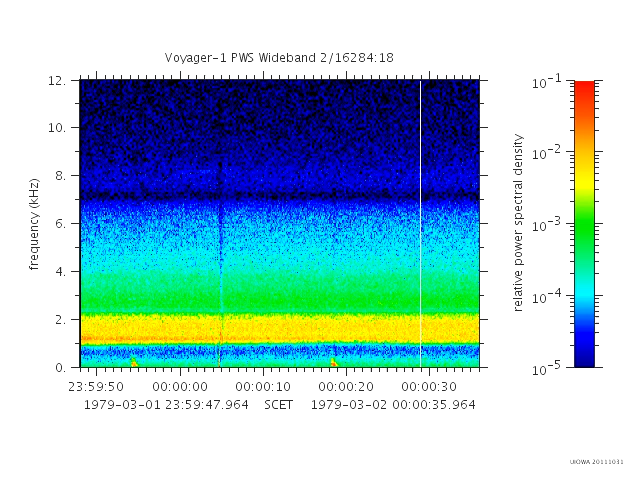 Voyager-1 PWS Wideband 2/16284:18
12.
10.
8.
6.
4.
2.
0.
frequency (kHz)
23:59:50 00:00:00 00:00:10 00:00:20 00:00:30
1979-03-01 23:59:47.964 SCET 1979-03-02 00:00:35.964
relative power spectral density
10^-1
10^-2
10^-3
10^-4
10^-5
UIOWA 20111031